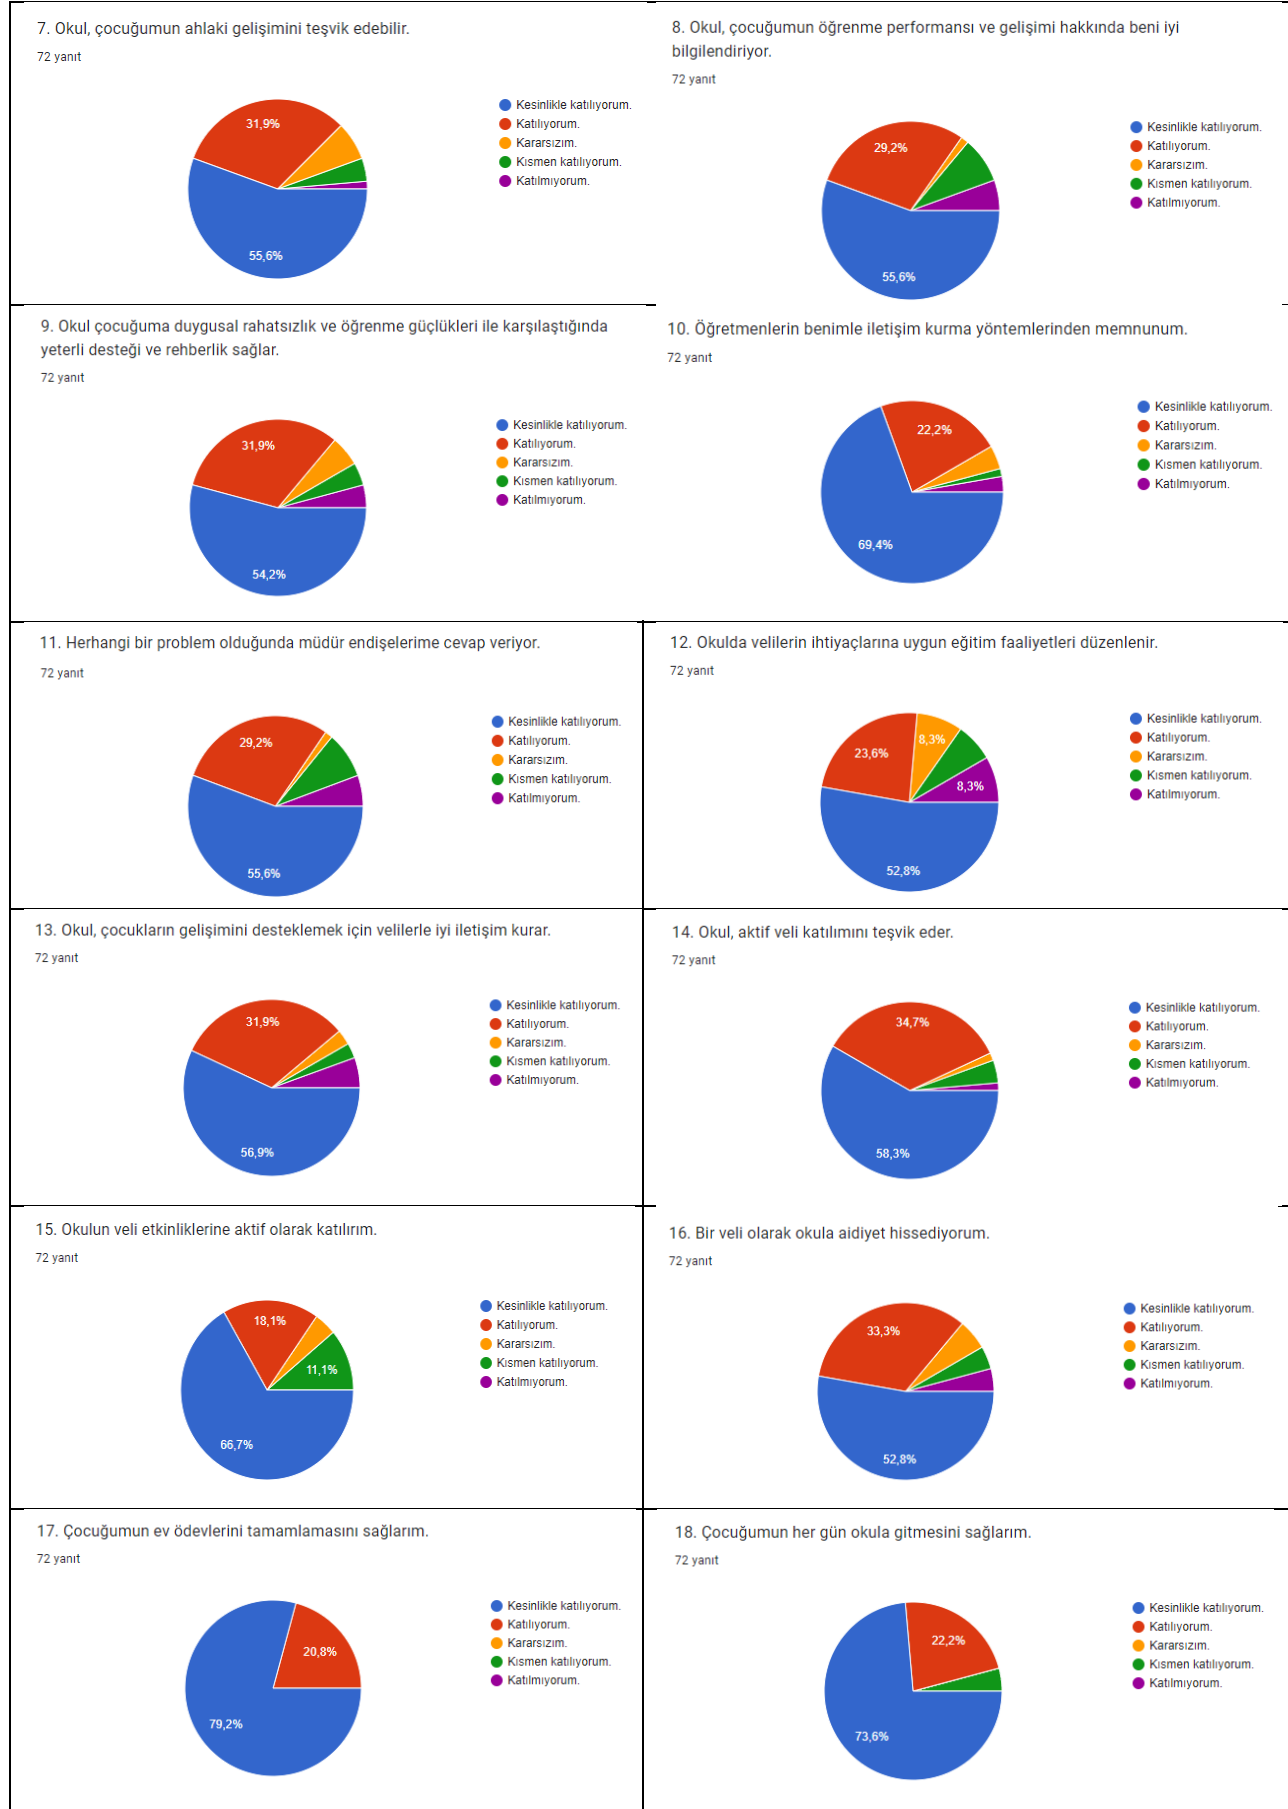 7. Okul, çocuğumun ahlaki gelişimini teşvik edebilir.
72 yanıt
31,9%
55,6%
Kesinlikle katılıyorum.
Katılıyorum.
Kararsızım.
Kısmen katılıyorum.
Katılmıyorum.
8. Okul, çocuğumun öğrenme performansı ve gelişimi hakkında beni iyi
bilgilendiriyor.
72 yanıt
29,2%
55,6%
Kesinlikle katılıyorum.
Katılıyorum.
Kararsızım.
Kısmen katılıyorum.
Katılmıyorum.
9. Okul çocuğuma duygusal rahatsızlık ve öğrenme güçlükleri ile karşılaştığında
yeterli desteği ve rehberlik sağlar.
72 yanıt
31,9%
54,2%
Kesinlikle katılıyorum.
Katılıyorum.
Kararsızım.
Kısmen katılıyorum.
Katılmıyorum.
10. Öğretmenlerin benimle iletişim kurma yöntemlerinden memnunum.
72 yanıt
22,2%
69,4%
Kesinlikle katılıyorum.
Katılıyorum.
Kararsızım.
Kısmen katılıyorum.
Katılmıyorum.
11. Herhangi bir problem olduğunda müdür endişelerime cevap veriyor.
72 yanıt
29,2%
55,6%
Kesinlikle katılıyorum.
Katılıyorum.
Kararsızım.
Kısmen katılıyorum.
Katılmıyorum.
12. Okulda velilerin ihtiyaçlarına uygun eğitim faaliyetleri düzenlenir.
72 yanıt
8,3%
23,6%
8,3%
52,8%
Kesinlikle katılıyorum.
Katılıyorum.
Kararsızım.
Kısmen katılıyorum.
Katılmıyorum.
13. Okul, çocukların gelişimini desteklemek için velilerle iyi iletişim kurar.
72 yanıt
31,9%
56,9%
Kesinlikle katılıyorum.
Katılıyorum.
Kararsızım.
Kısmen katılıyorum.
Katılmıyorum.
14. Okul, aktif veli katılımını teşvik eder.
72 yanıt
34,7%
58,3%
Kesinlikle katılıyorum.
Katılıyorum.
Kararsızım.
Kısmen katılıyorum.
Katılmıyorum.
15. Okulun veli etkinliklerine aktif olarak katılırım.
72 yanıt
18,1%
11,1%
66,7%
Kesinlikle katılıyorum.
Katılıyorum.
Kararsızım.
Kısmen katılıyorum.
Katılmıyorum.
16. Bir veli olarak okula aidiyet hissediyorum.
72 yanıt
33,3%
52,8%
Kesinlikle katılıyorum.
Katılıyorum.
Kararsızım.
Kısmen katılıyorum.
Katılmıyorum.
17. Çocuğumun ev ödevlerini tamamlamasını sağlarım.
72 yanıt
20,8%
79,2%
Kesinlikle katılıyorum.
Katılıyorum.
Kararsızım.
Kısmen katılıyorum.
Katılmıyorum.
18. Çocuğumun her gün okula gitmesini sağlarım.
72 yanıt
22,2%
73,6%
Kesinlikle katılıyorum.
Katılıyorum.
Kararsızım.
Kısmen katılıyorum.
Katılmıyorum.